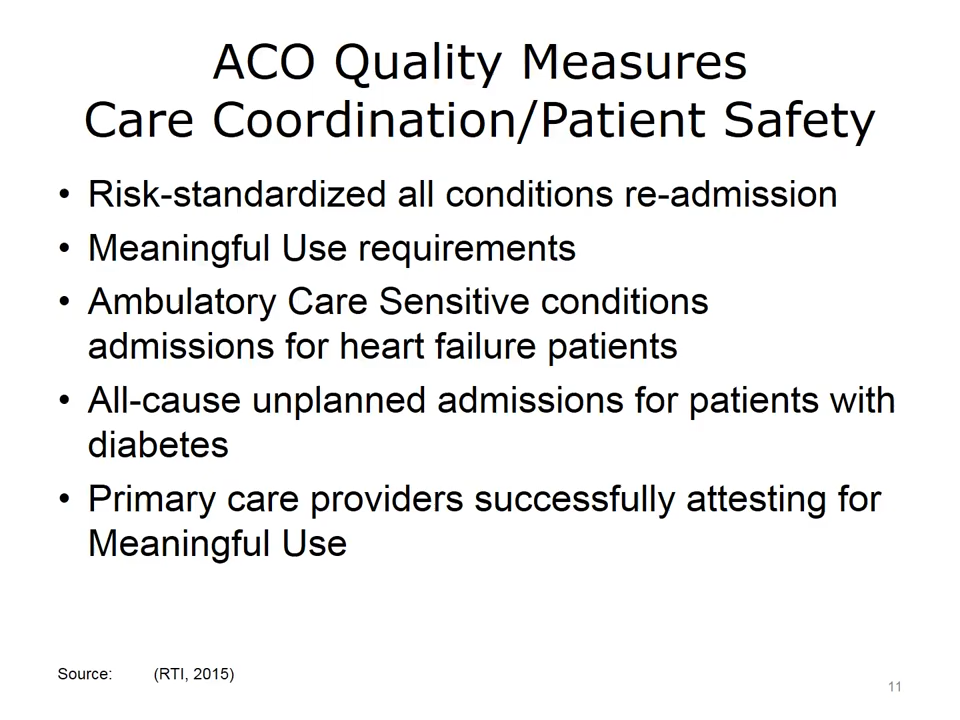 ACO Quality Measures
Care Coordination/Patient Safety
• Risk-standardized all conditions re-admission
• Meaningful Use requirements
• Ambulatory Care Sensitive conditions
admissions for heart failure patients
• All-cause unplanned admissions for patients with
diabetes
• Primary care providers successfully attesting for
Meaningful Use
Source: (RTI, 2015)
11